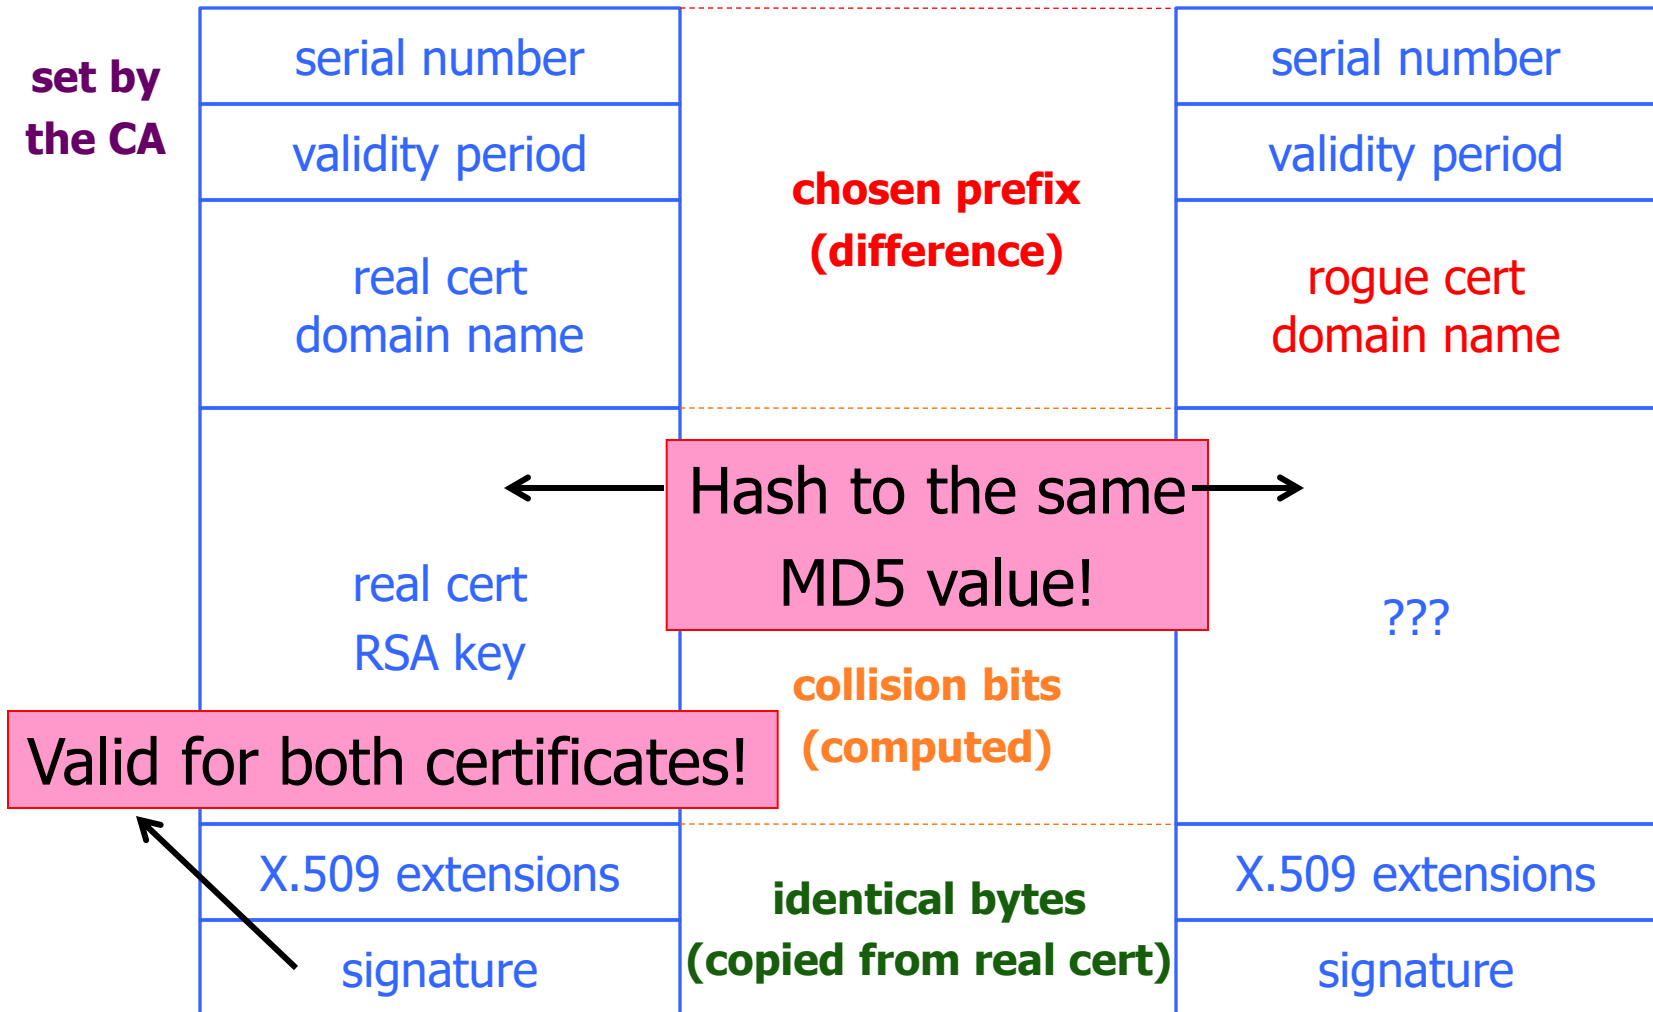 set by
the CA
serial number
validity period
real cert
domain name
real cert
RSA key
X.509 extensions
signature
chosen prefix
(difference)
Hash to the same
MD5 value!
collision bits
(computed)
Valid for both certificates!
identical bytes
(copied from real cert)
serial number
validity period
rogue cert
domain name
???
X.509 extensions
signature